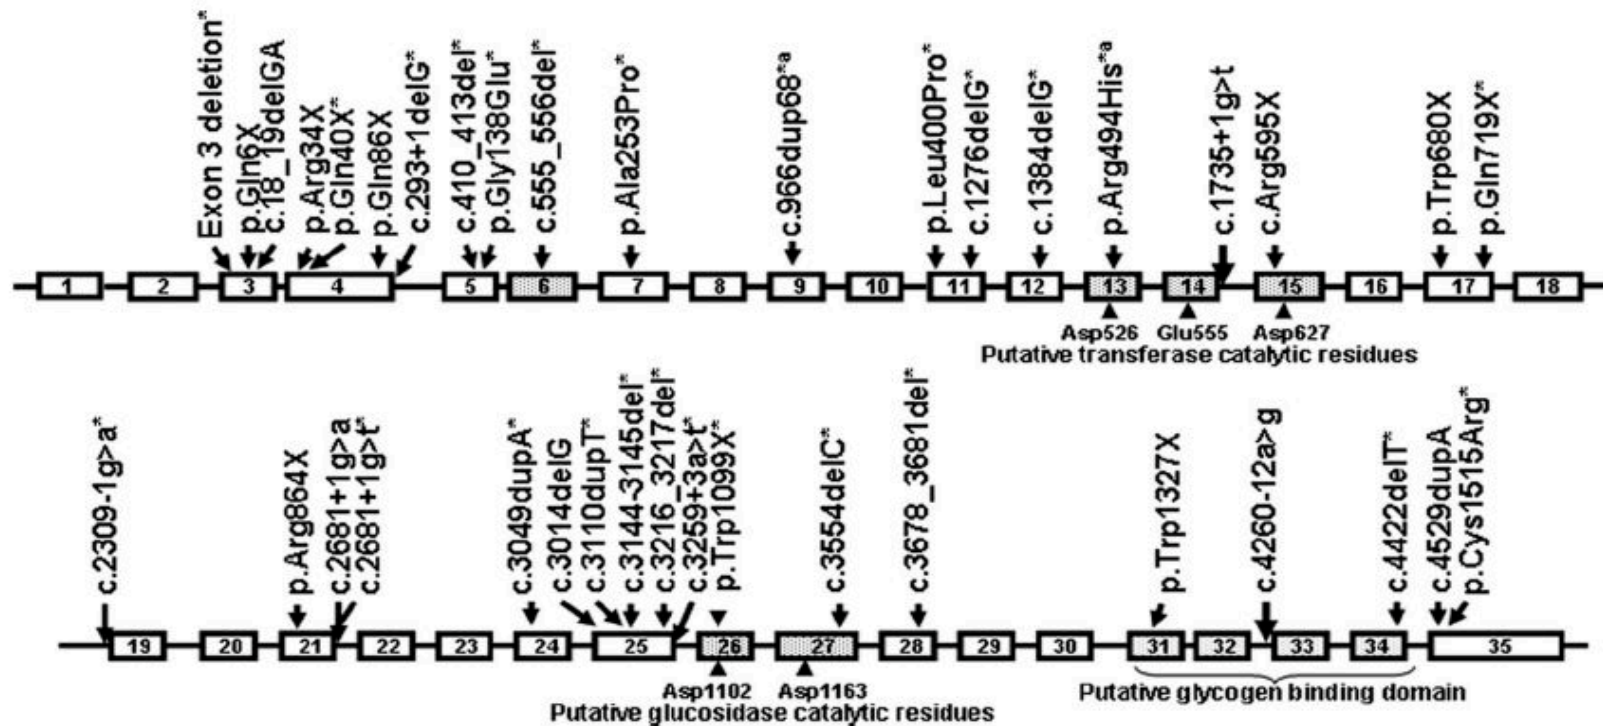 Exon 3 deletion*
p.Gln6X
c.18_19delGA
p.Arg34X
p.Gln40X*
p.Gln86X
c.293+1delG*
c.410_413del*
p.Gly138Glu*
c.555_556del*
p.Ala253Pro*
c.966dup68*a
p.Leu400Pro*
c.1276delG*
c.1384delG*
p.Arg494His*a
c.1735+1g>t
c.Arg595X
p.Trp680X
p.Gln719X*
1 2 3 4 5 6 7 8 9 10 11 12 13 14 15 16 17 18
Asp526 Glu555 Asp627
Putative transferase catalytic residues
c.2309-1g>a*
p.Arg864X
c.2681+1g>a
c.2681+1g>t*
c.3049dupA*
c.3014delG
c.3110dupT*
c.3144-3145del*
c.3216_3217del*
c.3259+3a>t*
p.Trp1099X*
c.3554delC*
c.3678_3681del*
p.Trp1327X
c.4260-12a>g
c.4422delT*
c.4529dupA
p.Cys1515Arg*
19 20 21 22 23 24 25 26 27 28 29 30 31 32 33 34 35
Asp1102 Asp1163
Putative glucosidase catalytic residues
Putative glycogen binding domain